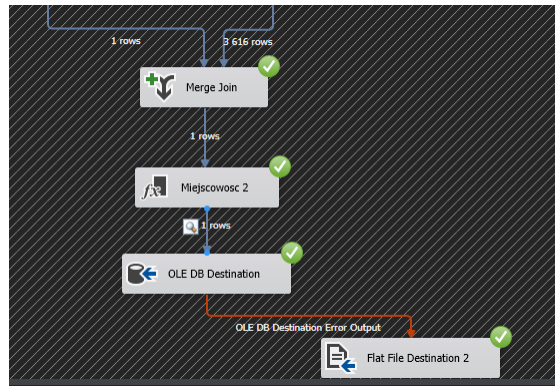 1 rows
3 616 rows
Merge Join
1 rows
fx
Miejscowosc 2
1 rows
OLE DB Destination
OLE DB Destination Error Output
Flat File Destination 2